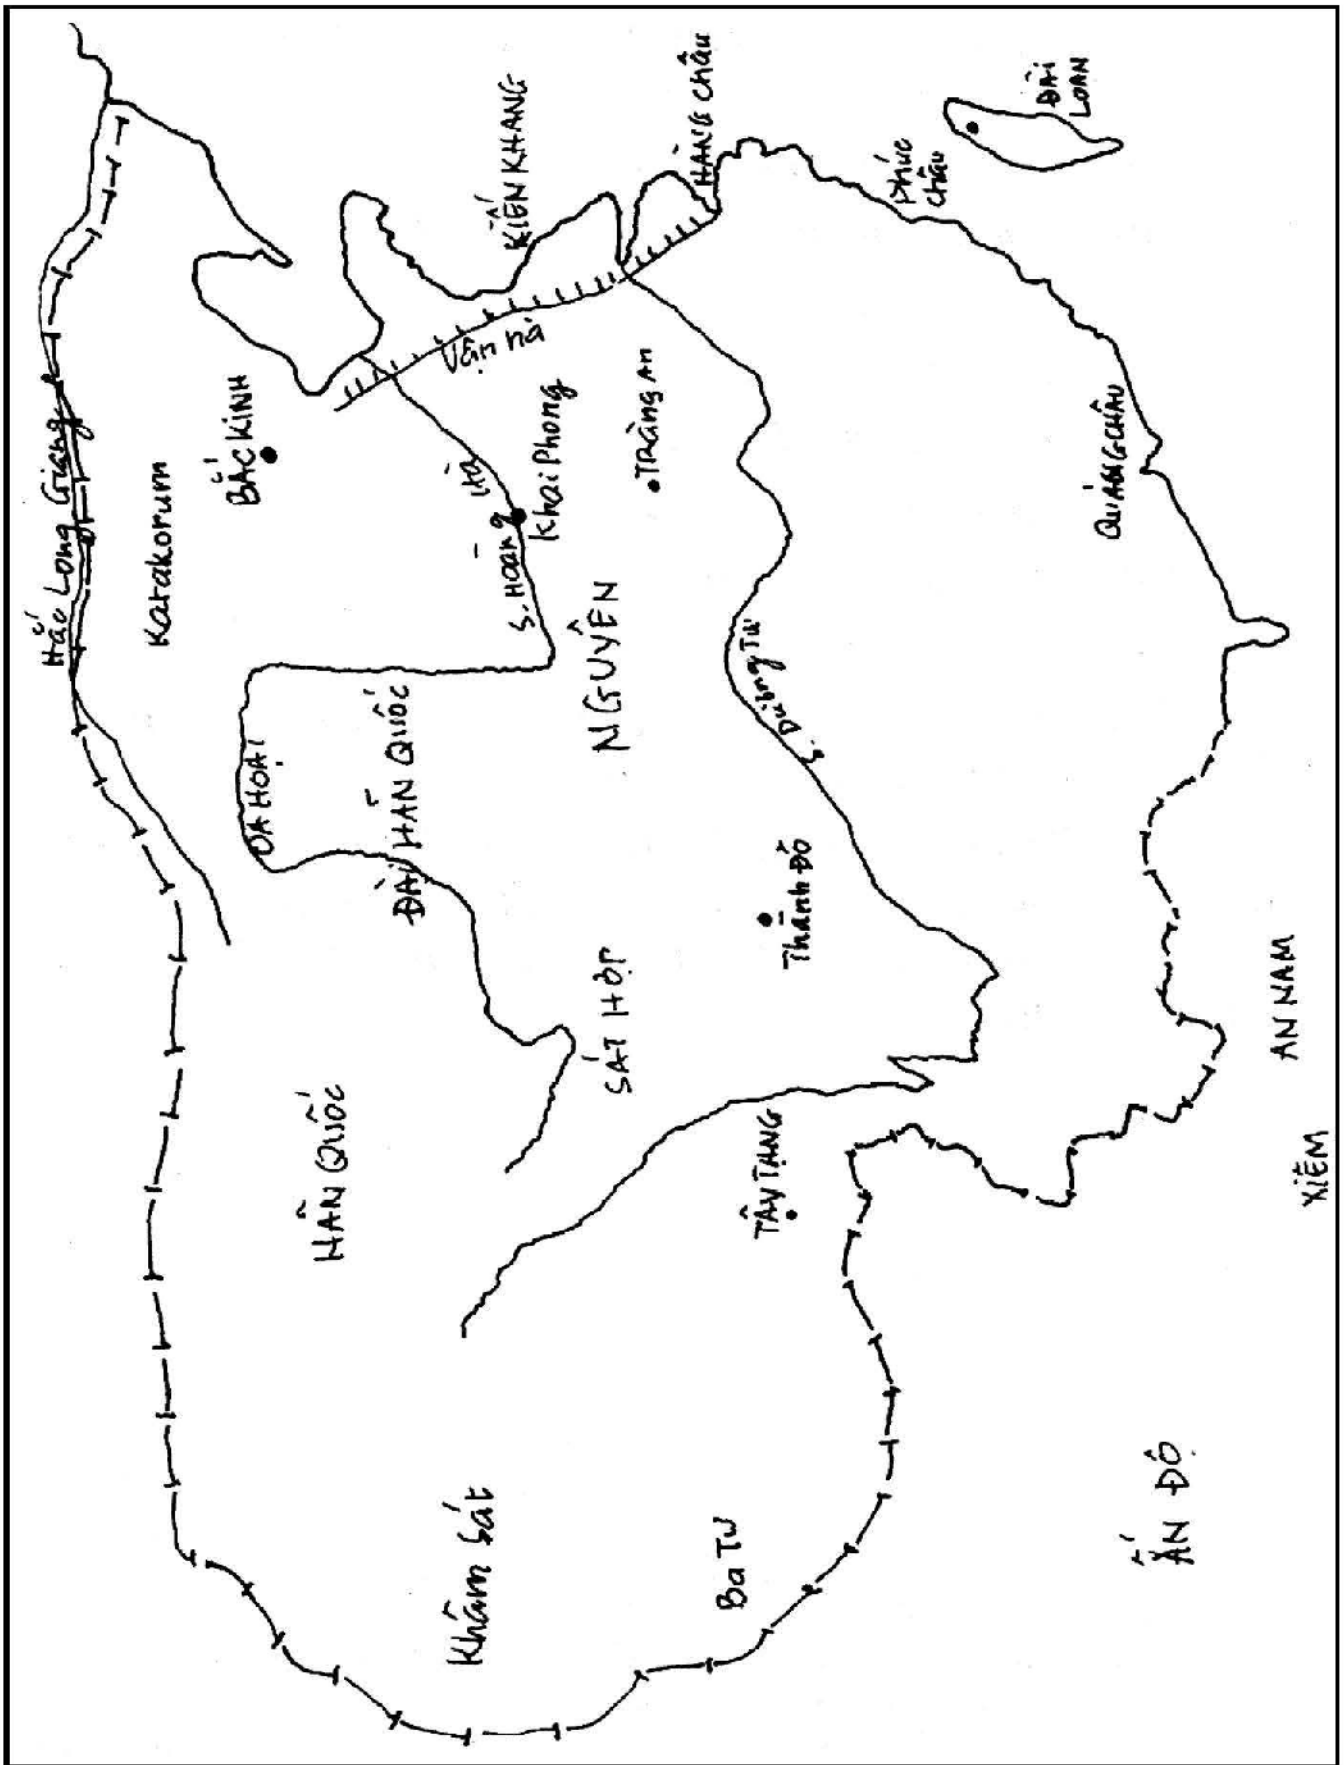 Hắc Long Giang
Karakorum
BẮC KINH
KIẾN KHANG
HÀNG Châu
ĐÀI
LOAN
Phúc
Châu
Vận hà
S. HOÀNG Hà
Khai Phong
TRÀNG An
OA HOẠI
ĐẠI HÃN QUỐC
NGUYÊN
S. Dương Tử
QUẢNG CHÂU
HÃN QUỐC
SÁT HỢP
Thành Đô
TÂY TẠNG
Khâm Sát
Ba Tư
ẤN ĐỘ
XIÊM
AN NAM